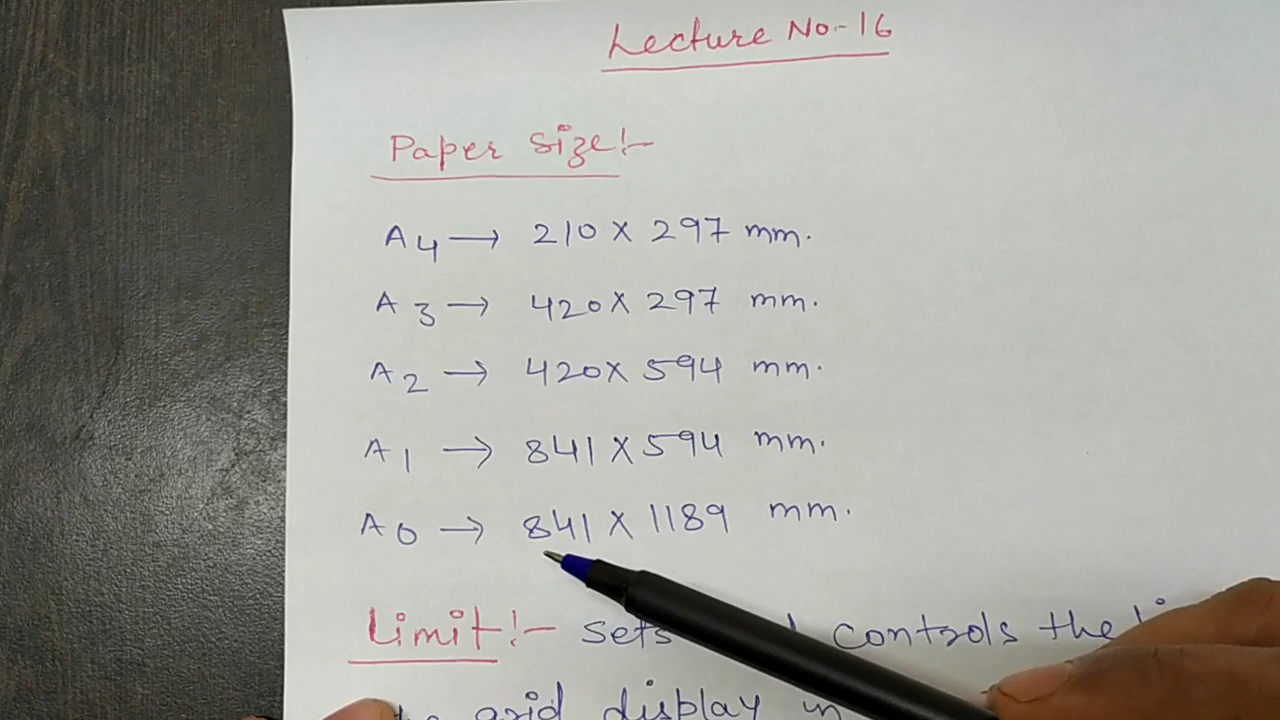 Lecture No:-16
Paper Size!-
A4 → 210 X 297 mm.
A3 → 420 X 297 mm.
A2 → 420 X 594 mm.
A1 → 841 X 594 mm.
A0 → 841 X 1189 mm.
Limit!- Sets controls the
grid display in